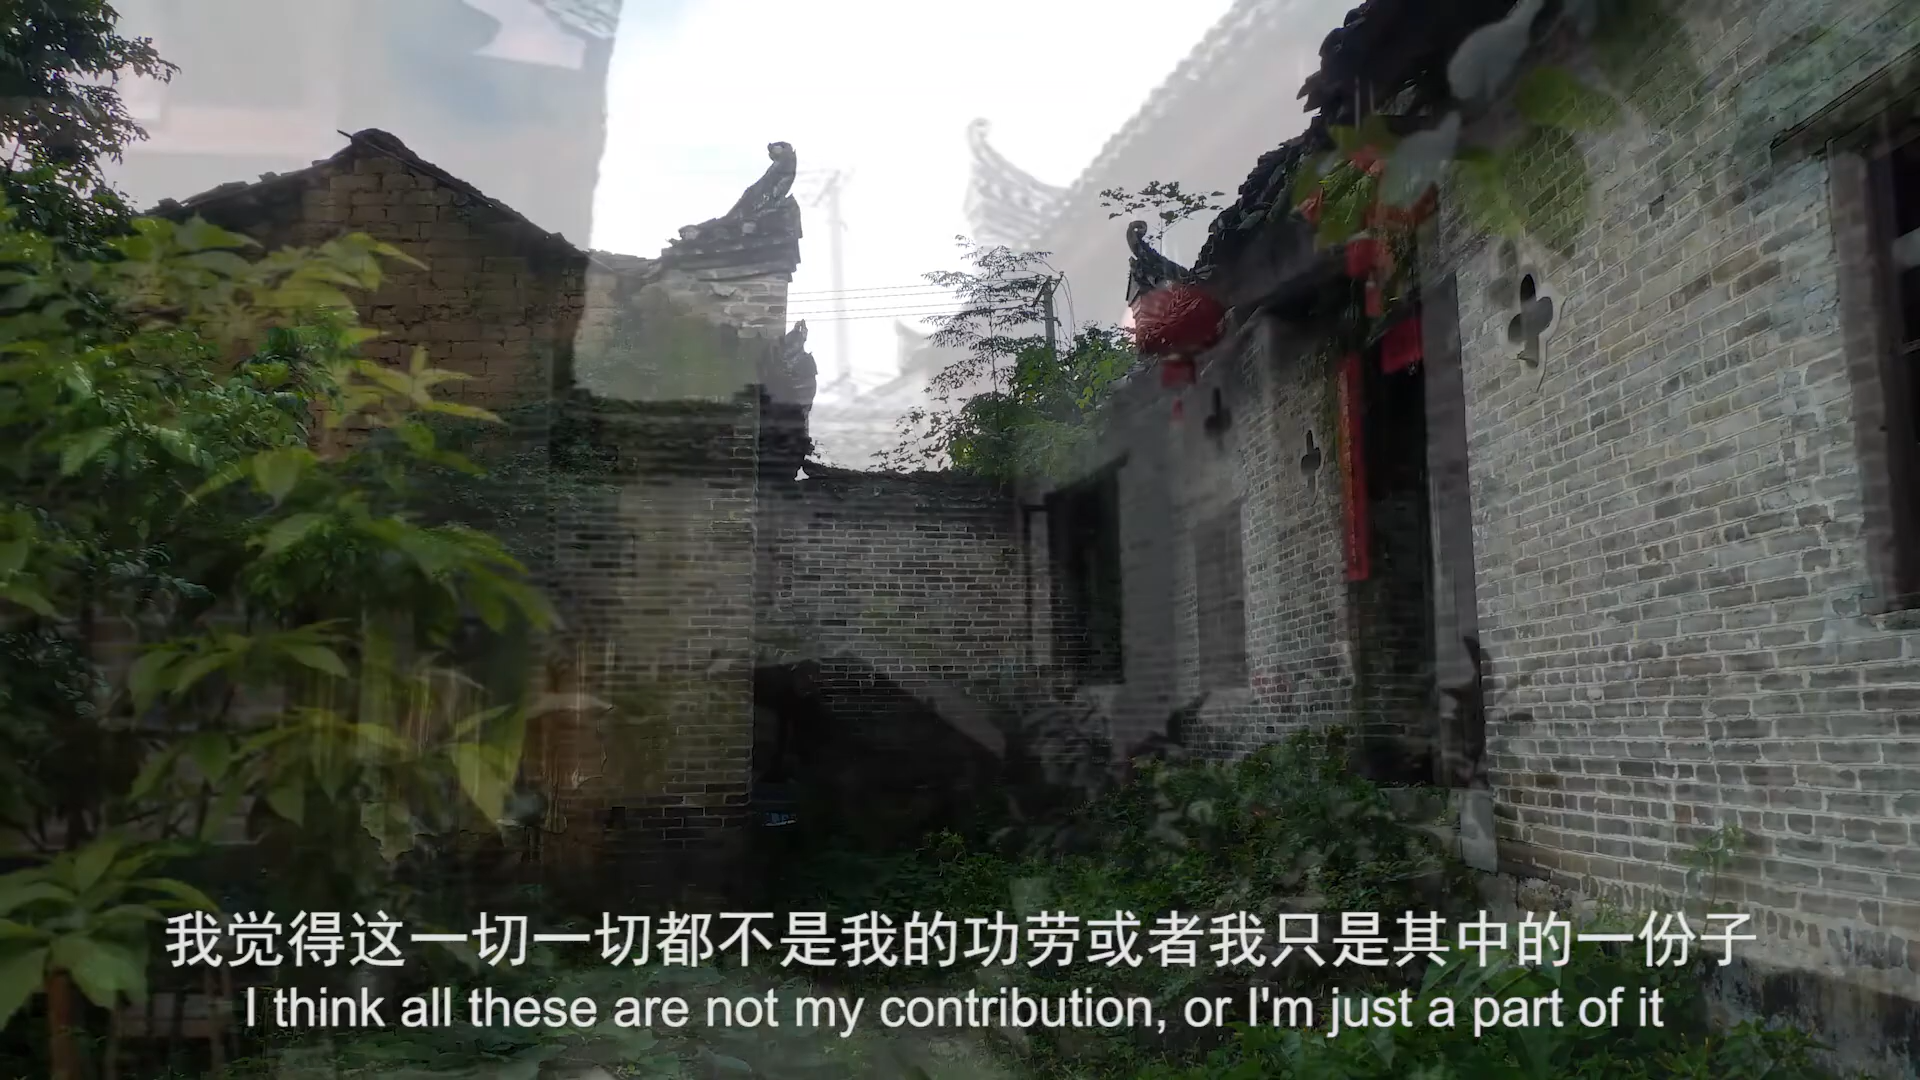 我觉得这一切一切都不是我的功劳或者我只是其中的一份子
I think all these are not my contribution, or I'm just a part of it